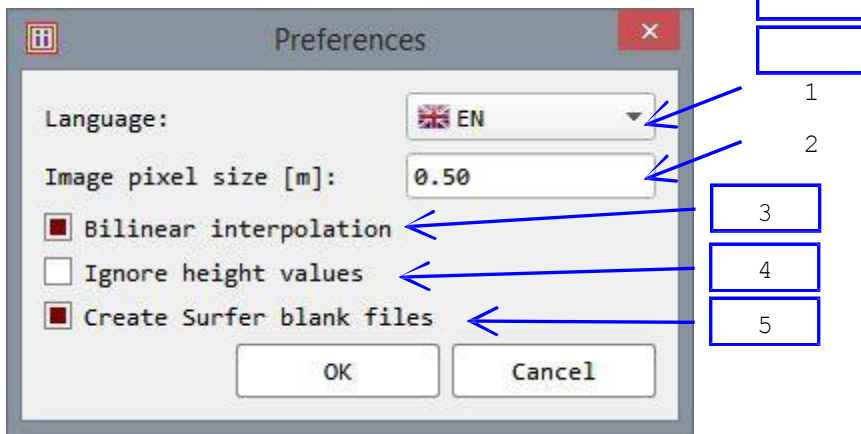 Preferences
Language: EN
1
Image pixel size [m]: 0.50
2
Bilinear interpolation
3
Ignore height values
4
Create Surfer blank files
5
OK Cancel